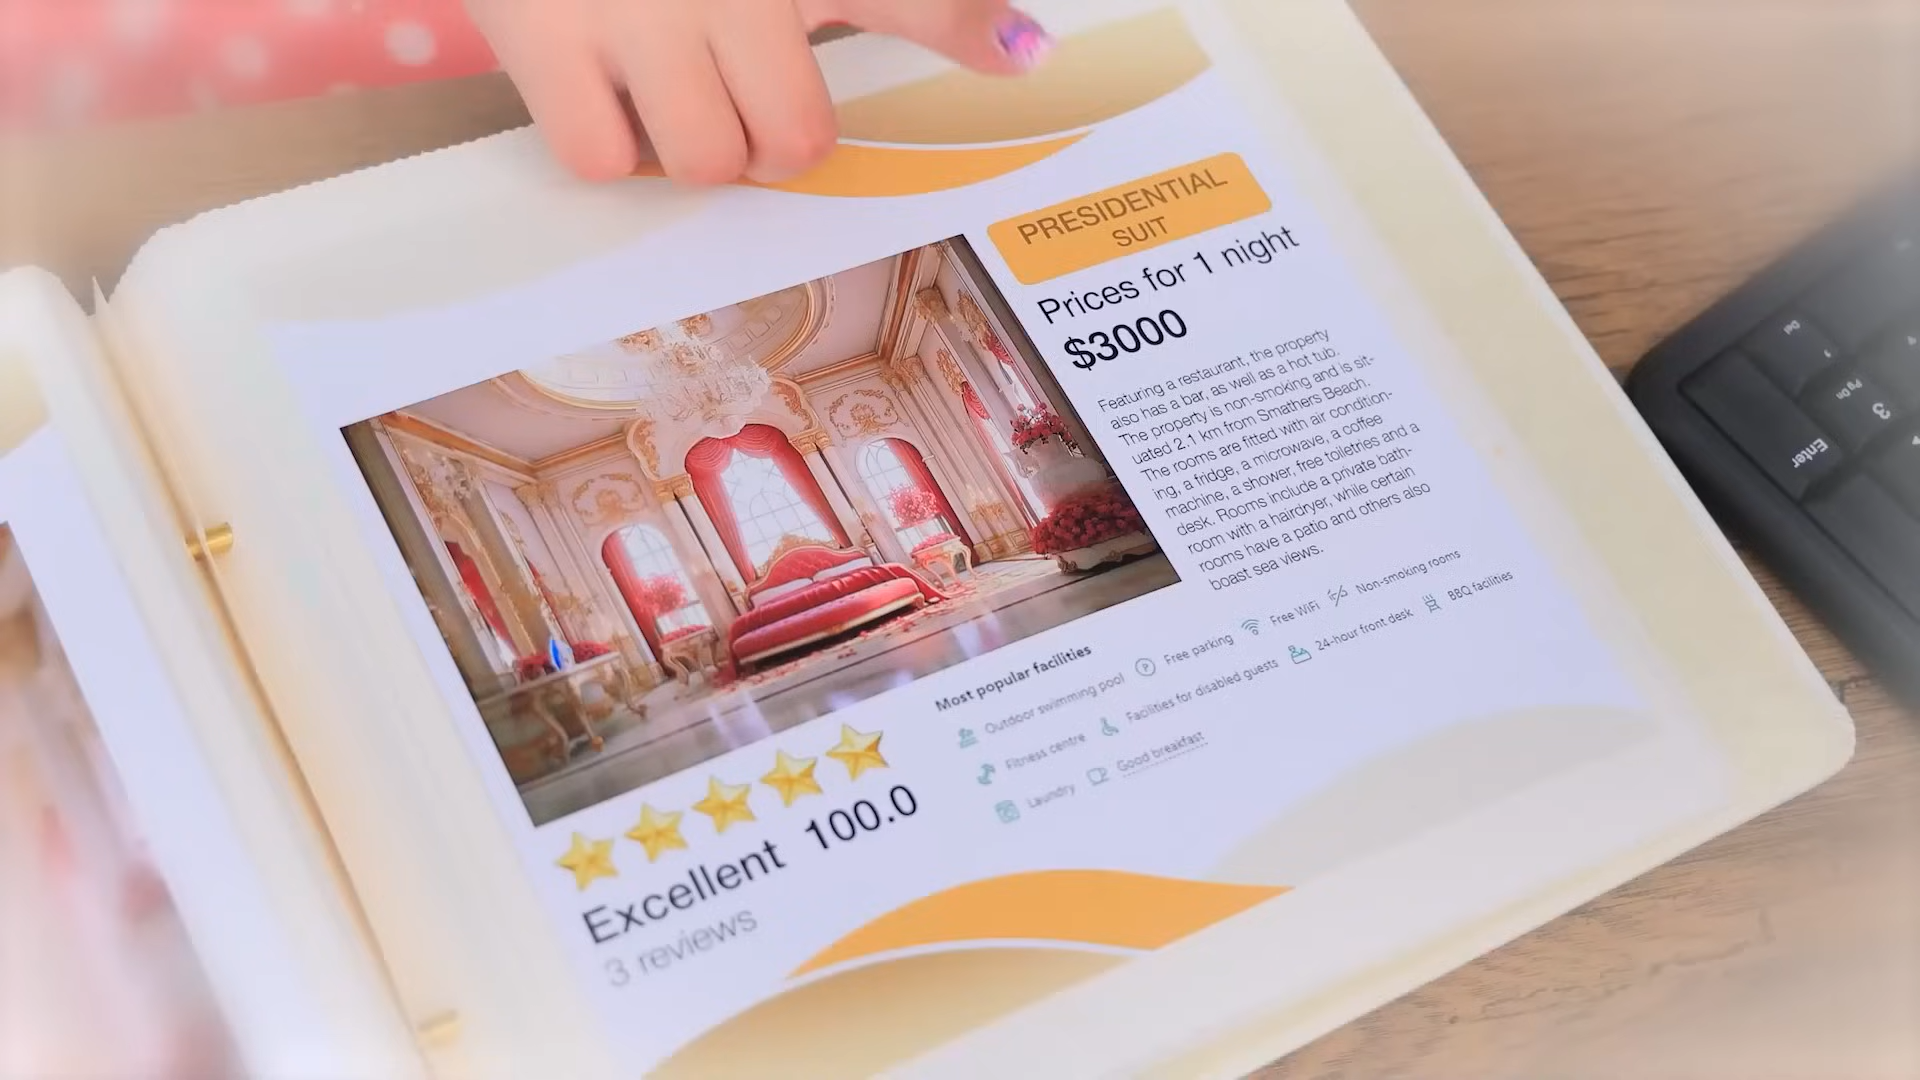 PRESIDENTIAL
SUIT
Prices for 1 night
$3000
Featuring a restaurant, the property
also has a bar, as well as a hot tub.
The property is non-smoking and is sit-
uated 2.1 km from Smathers Beach.
The rooms are fitted with air condition-
ing, a fridge, a microwave, a coffee
machine, a shower, free toiletries and a
desk. Rooms include a private bath-
room with a hairdryer, while certain
rooms have a patio and others also
boast sea views.
Most popular facilities
Outdoor swimming pool P Free parking Free WiFi Non-smoking rooms
Fitness centre Facilities for disabled guests 24-hour front desk BBQ facilities
Laundry Good breakfast
Excellent 100.0
3 reviews
Del
3
Pg Dn
Enter